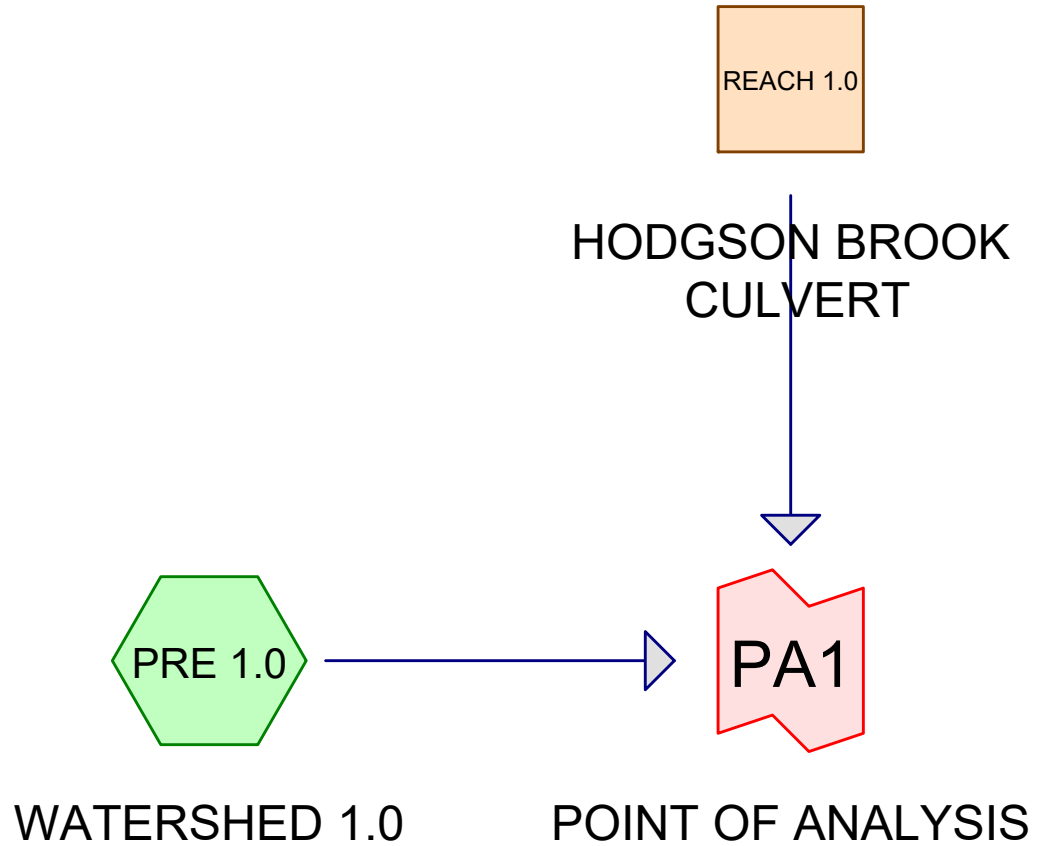 REACH 1.0
HODGSON BROOK
CULVERT
PRE 1.0
PA1
WATERSHED 1.0
POINT OF ANALYSIS